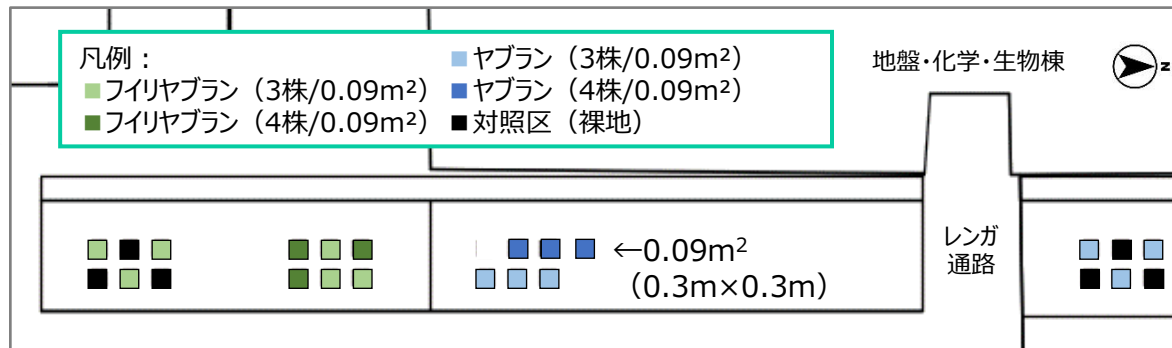 凡例：
フイリヤブラン（3株/0.09m²）
フイリヤブラン（4株/0.09m²）
ヤブラン（3株/0.09m²）
ヤブラン（4株/0.09m²）
対照区（裸地）
地盤・化学・生物棟
N
←0.09m²
（0.3m×0.3m）
レンガ
通路